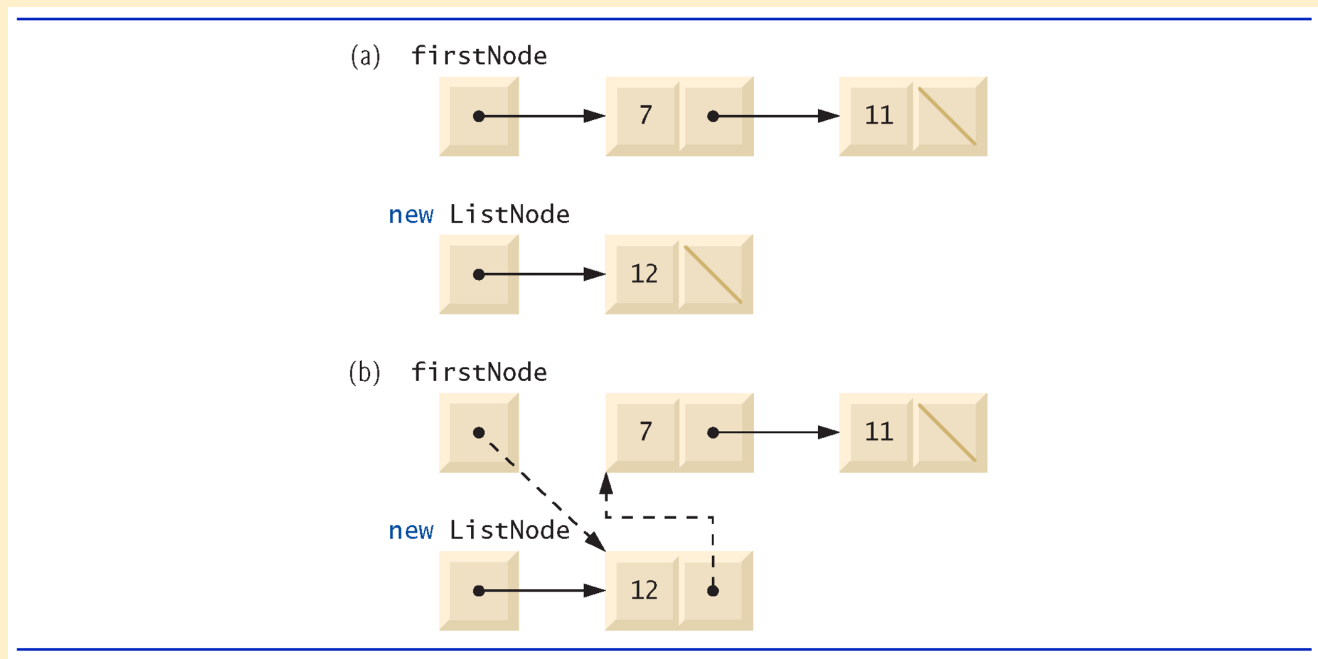 (a) firstNode
7 11
new ListNode
12
(b) firstNode
7 11
new ListNode
12